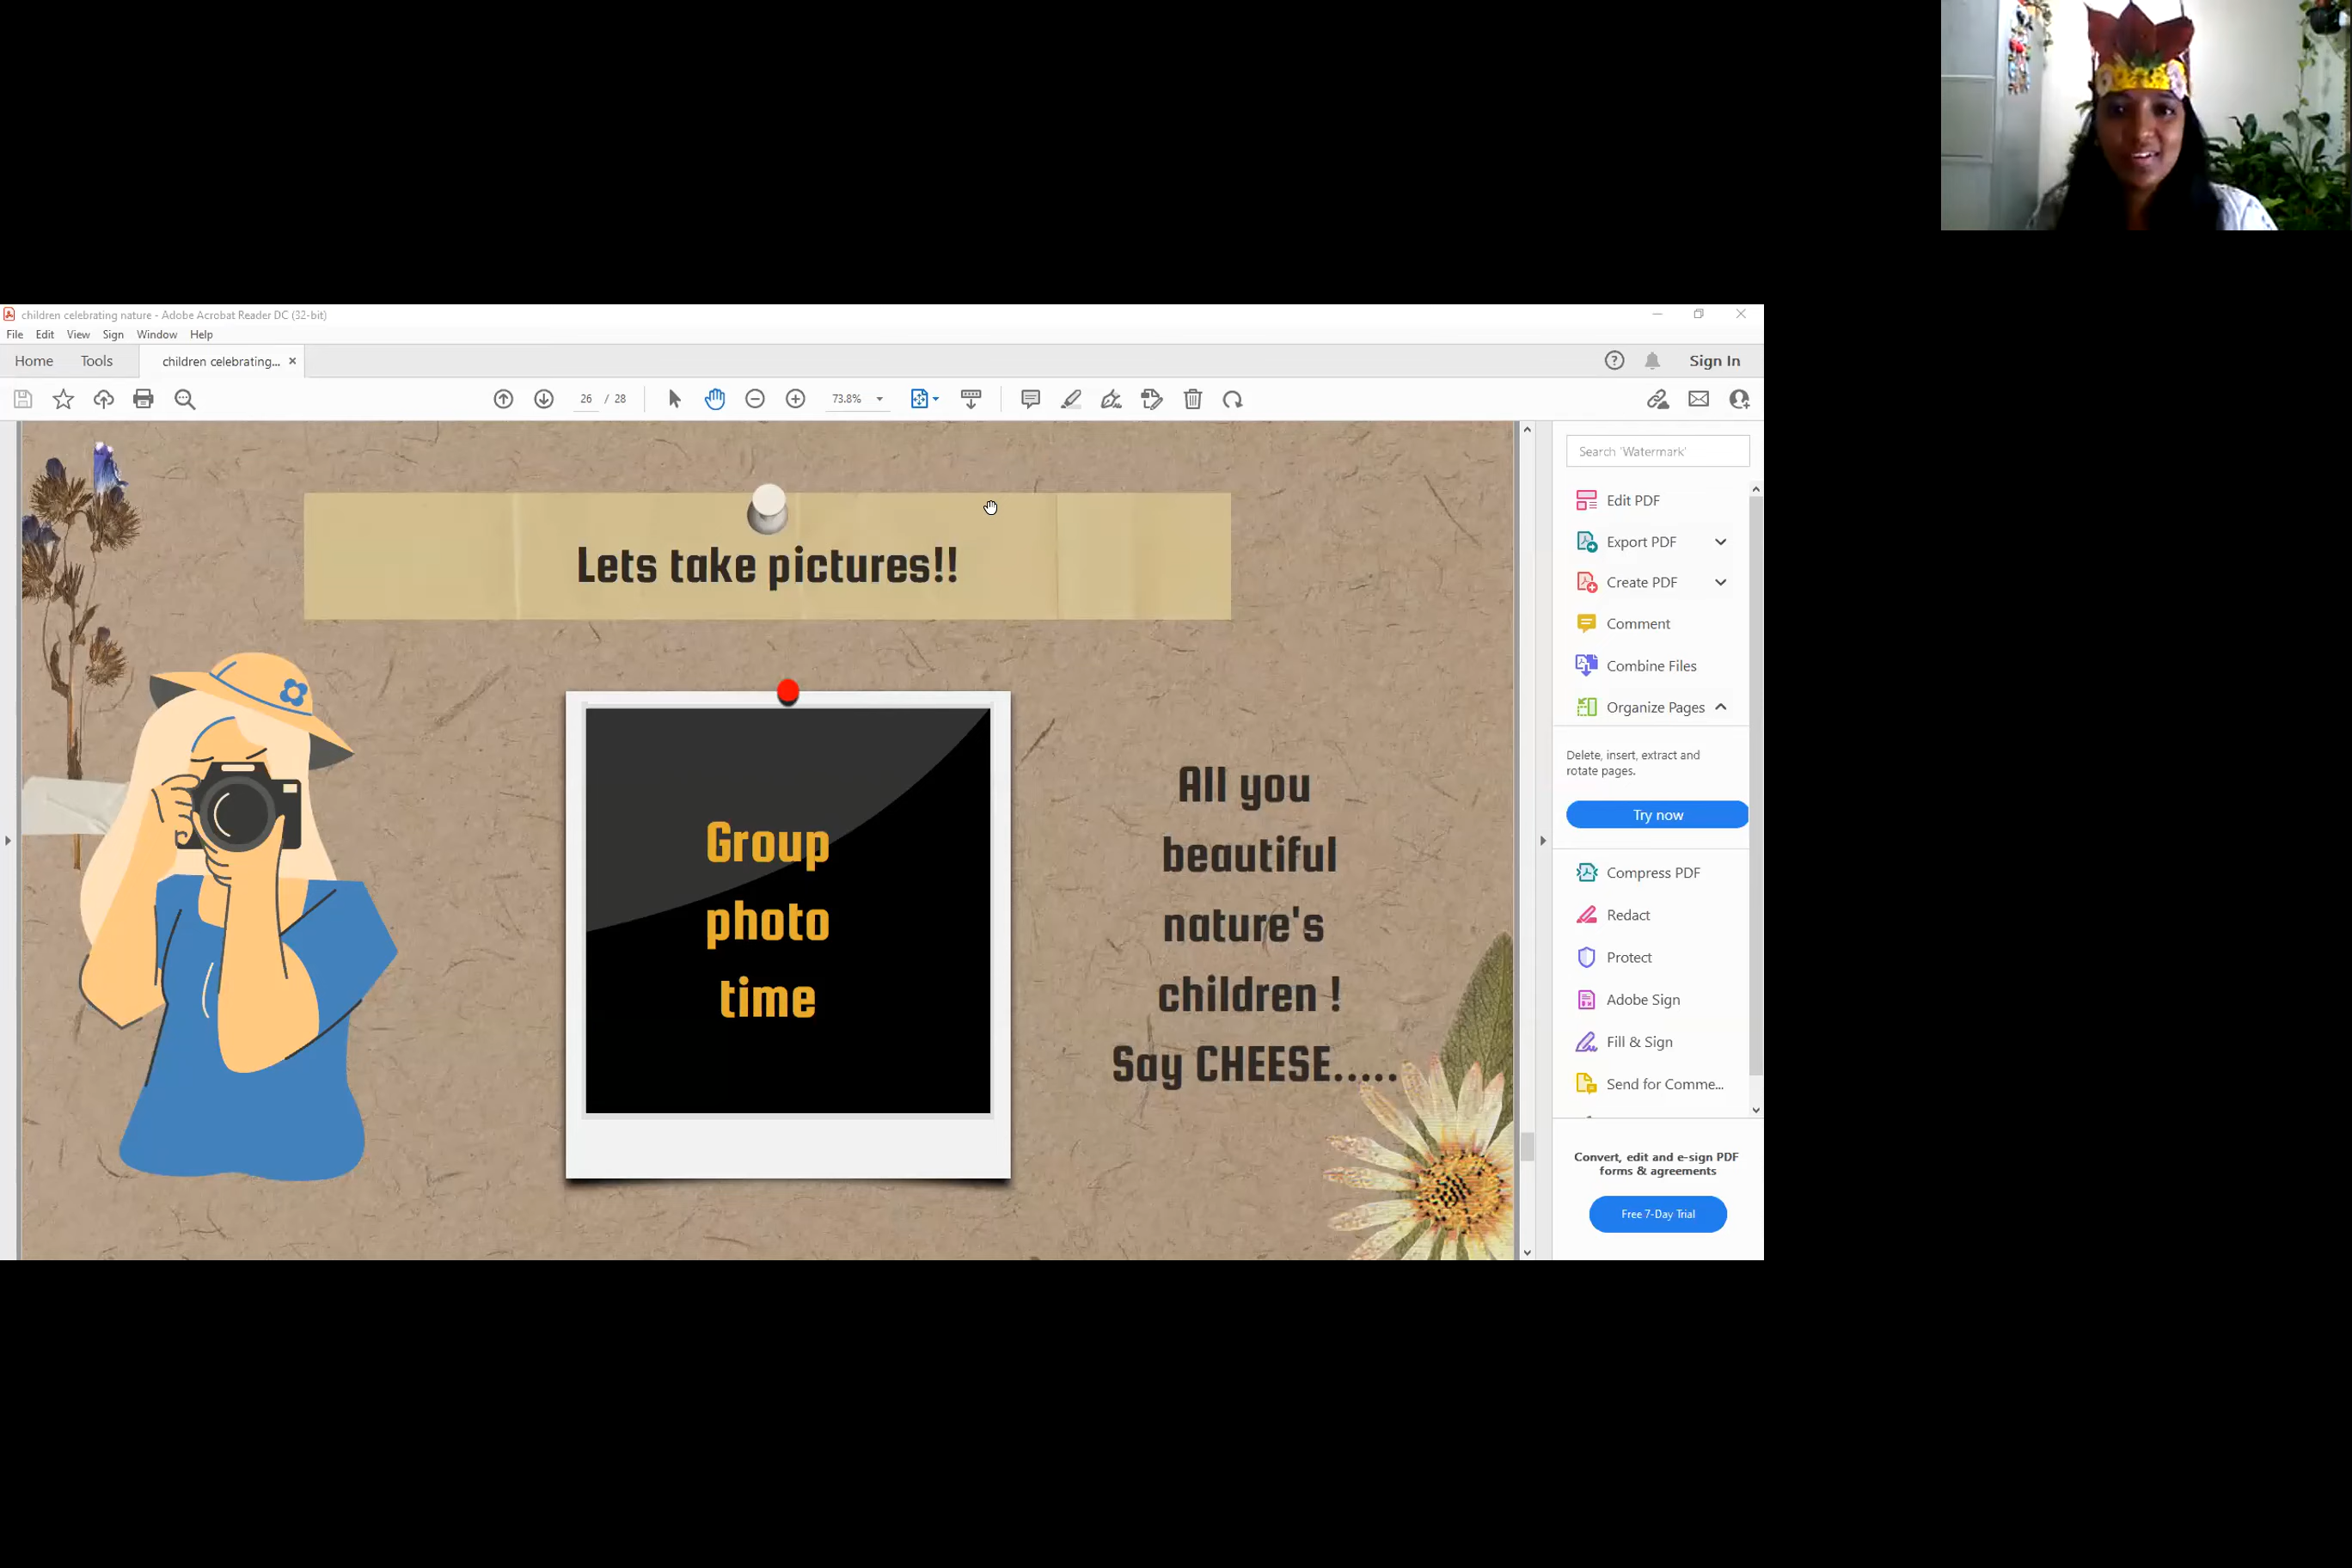 children celebrating nature - Adobe Acrobat Reader DC (32-bit)
File Edit View Sign Window Help
Home Tools children celebrating... × Sign In
26 / 28 73.8%
Search 'Watermark'
Lets take pictures!!
Group
photo
time
All you
beautiful
nature's
children !
Say CHEESE.....
Edit PDF
Export PDF
Create PDF
Comment
Combine Files
Organize Pages
Delete, insert, extract and
rotate pages.
Try now
Compress PDF
Redact
Protect
Adobe Sign
Fill & Sign
Send for Comme...
Convert, edit and e-sign PDF
forms & agreements
Free 7-Day Trial